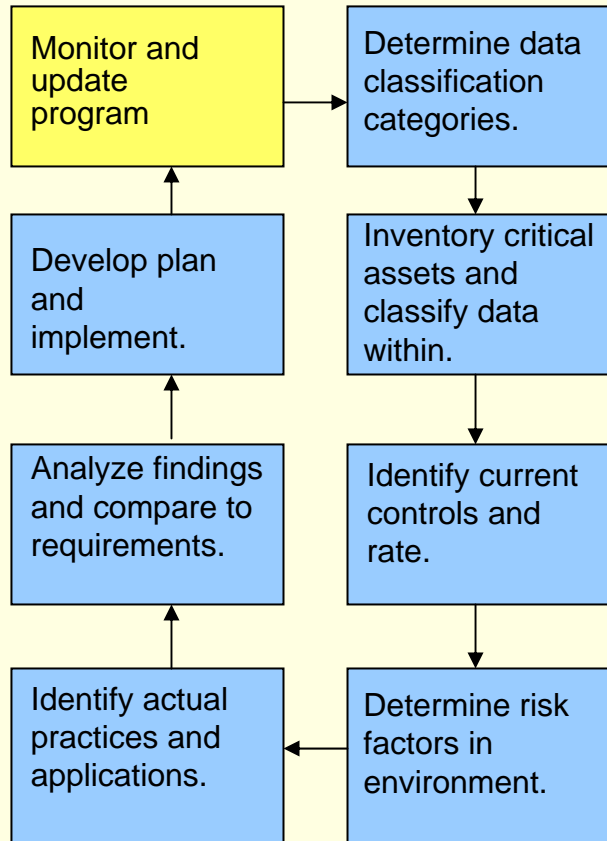 Monitor and
update
program
Determine data
classification
categories.
Inventory critical
assets and
classify data
within.
Identify current
controls and
rate.
Determine risk
factors in
environment.
Identify actual
practices and
applications.
Analyze findings
and compare to
requirements.
Develop plan
and
implement.